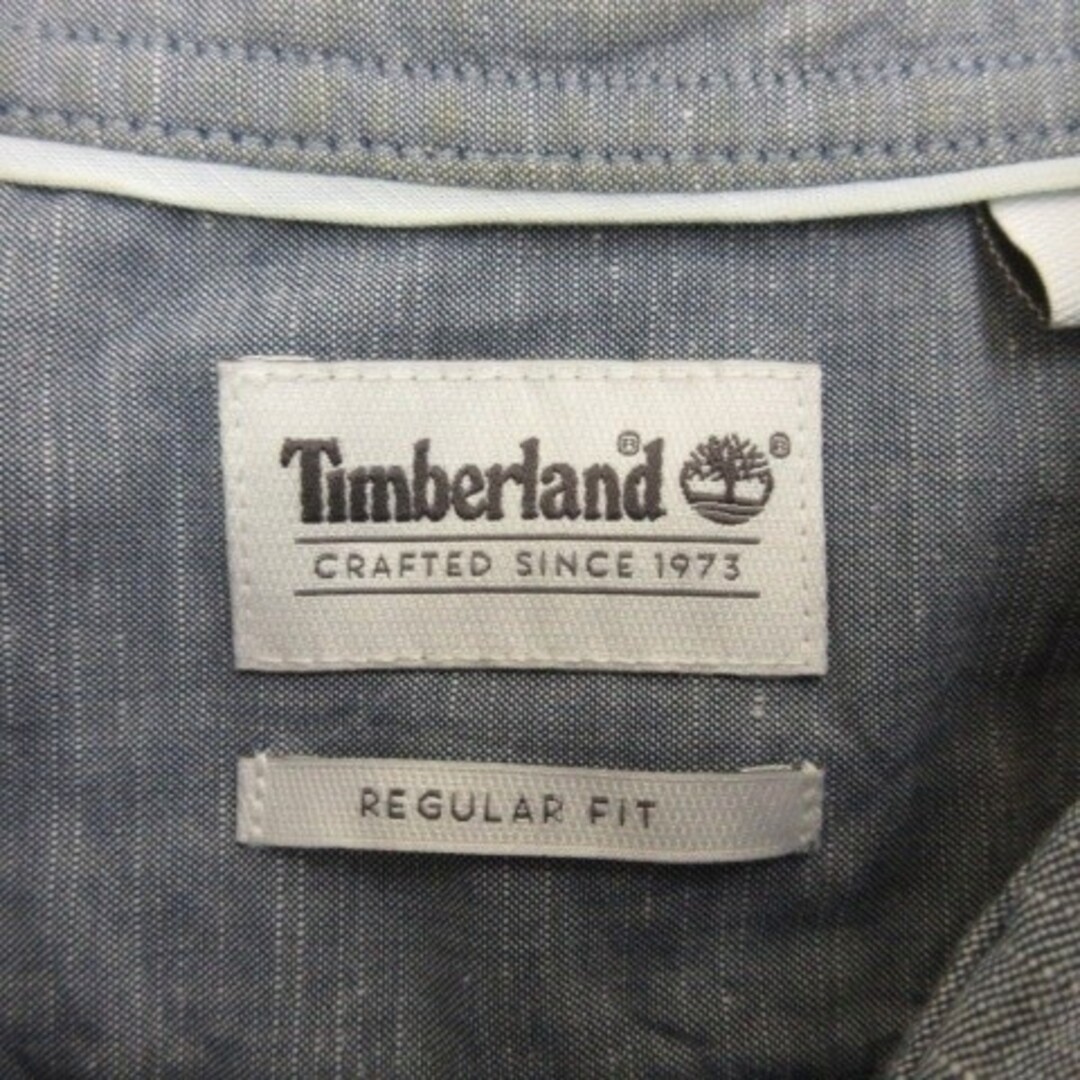 Timberland® ®
CRAFTED SINCE 1973
REGULAR FIT